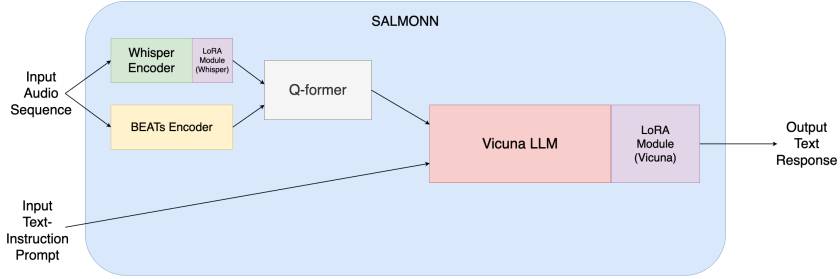 SALMONN
Whisper
Encoder
LoRA
Module
(Whisper)
Input
Audio
Sequence
Q-former
BEATs Encoder
Vicuna LLM
LoRA
Module
(Vicuna)
Output
Text
Response
Input
Text-
Instruction
Prompt